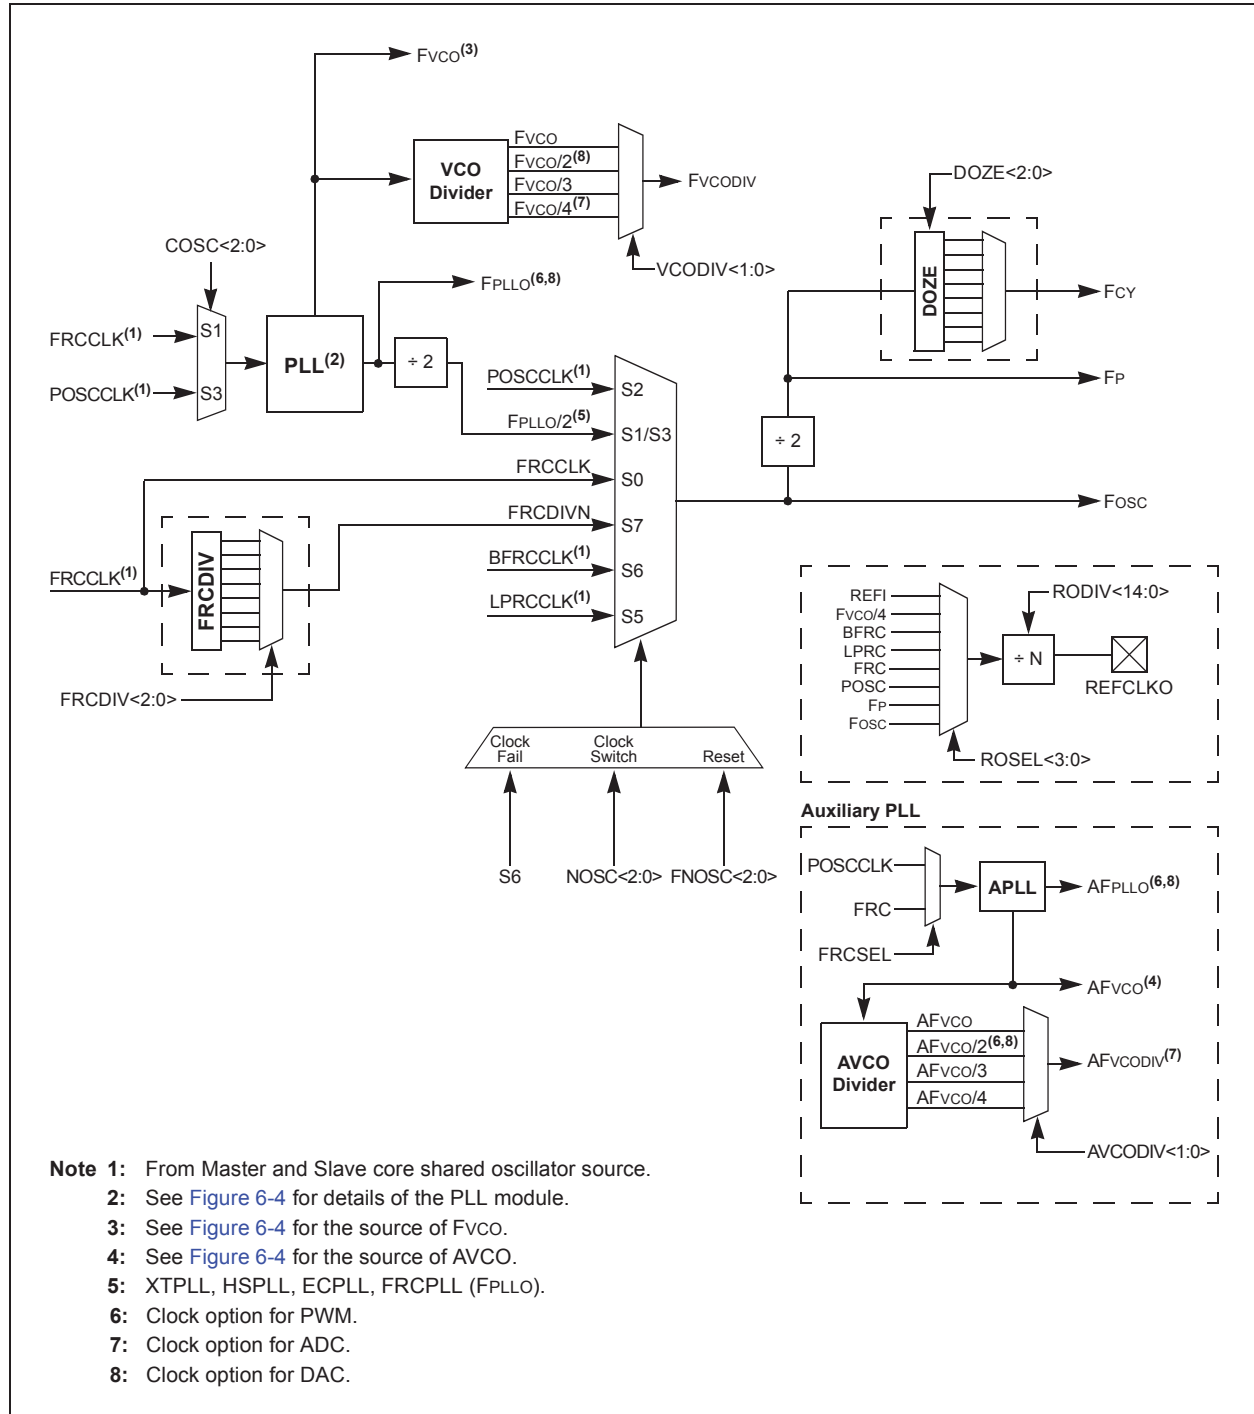 FVCO(3)
VCO
Divider
FVCO
FVCO/2(8)
FVCO/3
FVCO/4(7)
FVCODIV
VCODIV<1:0>
DOZE<2:0>
DOZE
FCY
COSC<2:0>
FPLLO(6,8)
FRCCLK(1)
S1
POSCCLK(1)
S3
PLL(2)
÷ 2
POSCCLK(1)
S2
FPLLO/2(5)
S1/S3
FRCCLK
S0
FRCDIVN
S7
BFRCCLK(1)
S6
LPRCCLK(1)
S5
FP
÷ 2
FOSC
FRCCLK(1)
FRCDIV
FRCDIV<2:0>
Clock
Fail
Clock
Switch
Reset
S6
NOSC<2:0>
FNOSC<2:0>
REFI
FVCO/4
BFRC
LPRC
FRC
POSC
FP
FOSC
RODIV<14:0>
÷ N
REFCLKO
ROSEL<3:0>
Auxiliary PLL
POSCCLK
FRC
FRCSEL
APLL
AFPLLO(6,8)
AFVCO(4)
AVCO
Divider
AFVCO
AFVCO/2(6,8)
AFVCO/3
AFVCO/4
AFVCODIV(7)
AVCODIV<1:0>
Note 1: From Master and Slave core shared oscillator source.
2: See Figure 6-4 for details of the PLL module.
3: See Figure 6-4 for the source of FVCO.
4: See Figure 6-4 for the source of AVCO.
5: XTPLL, HSPLL, ECPLL, FRCPLL (FPLLO).
6: Clock option for PWM.
7: Clock option for ADC.
8: Clock option for DAC.